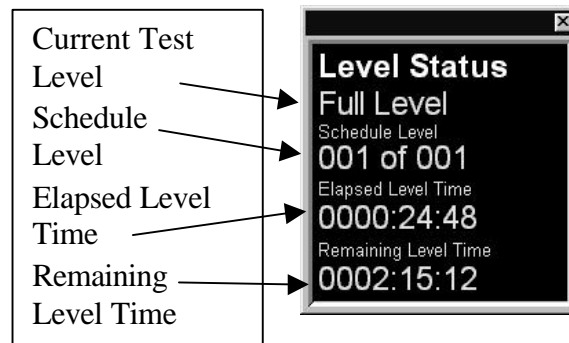 Current Test
Level
Schedule
Level
Elapsed Level
Time
Remaining
Level Time
Level Status
Full Level
Schedule Level
001 of 001
Elapsed Level Time
0000:24:48
Remaining Level Time
0002:15:12